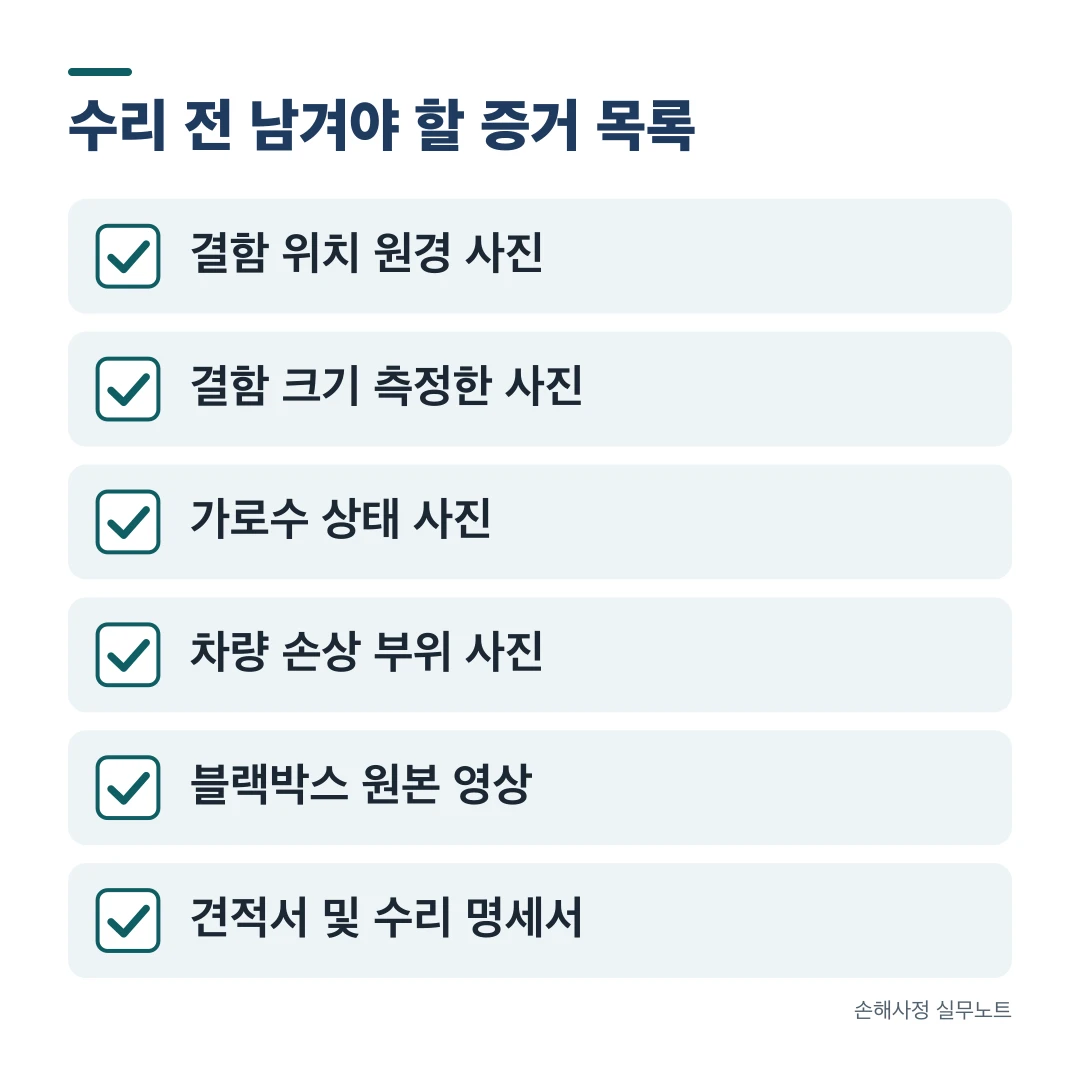 수리 전 남겨야 할 증거 목록
결함 위치 원경 사진
결함 크기 측정한 사진
가로수 상태 사진
차량 손상 부위 사진
블랙박스 원본 영상
견적서 및 수리 명세서
손해사정 실무노트